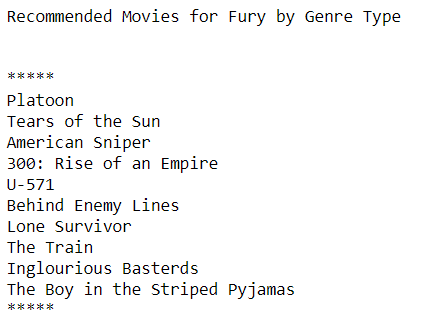 Recommended Movies for Fury by Genre Type
*****
Platoon
Tears of the Sun
American Sniper
300: Rise of an Empire
U-571
Behind Enemy Lines
Lone Survivor
The Train
Inglourious Basterds
The Boy in the Striped Pyjamas
*****